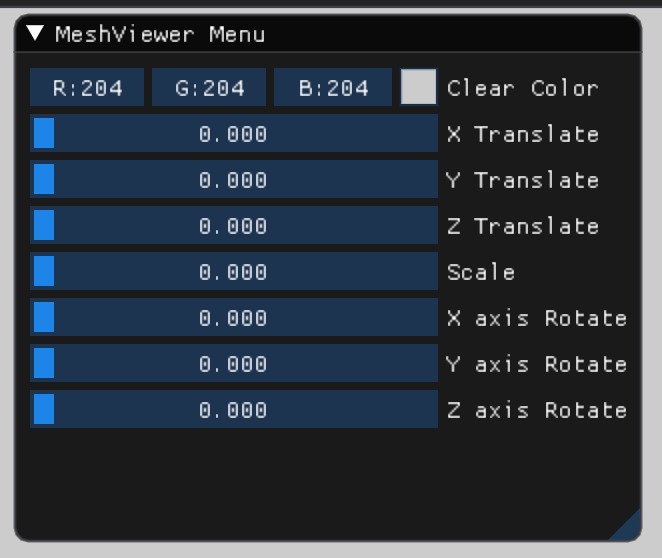 MeshViewer Menu
R:204 G:204 B:204 Clear Color
0.000 X Translate
0.000 Y Translate
0.000 Z Translate
0.000 Scale
0.000 X axis Rotate
0.000 Y axis Rotate
0.000 Z axis Rotate